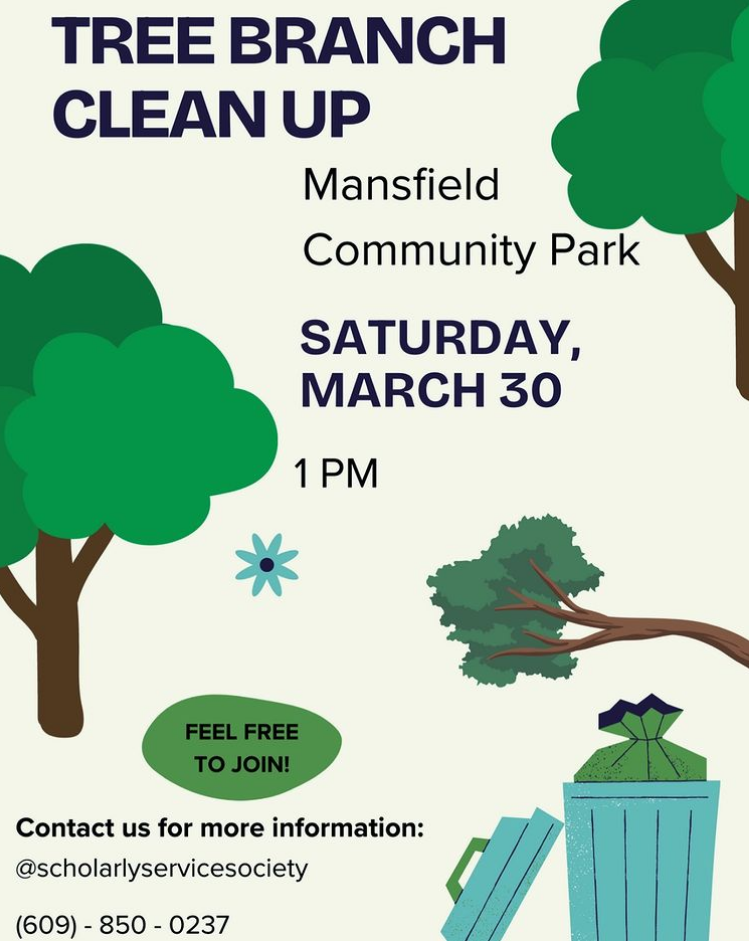 TREE BRANCH
CLEAN UP
Mansfield
Community Park
SATURDAY,
MARCH 30
1 PM
FEEL FREE
TO JOIN!
Contact us for more information:
@scholarlyservicesociety
(609) - 850 - 0237